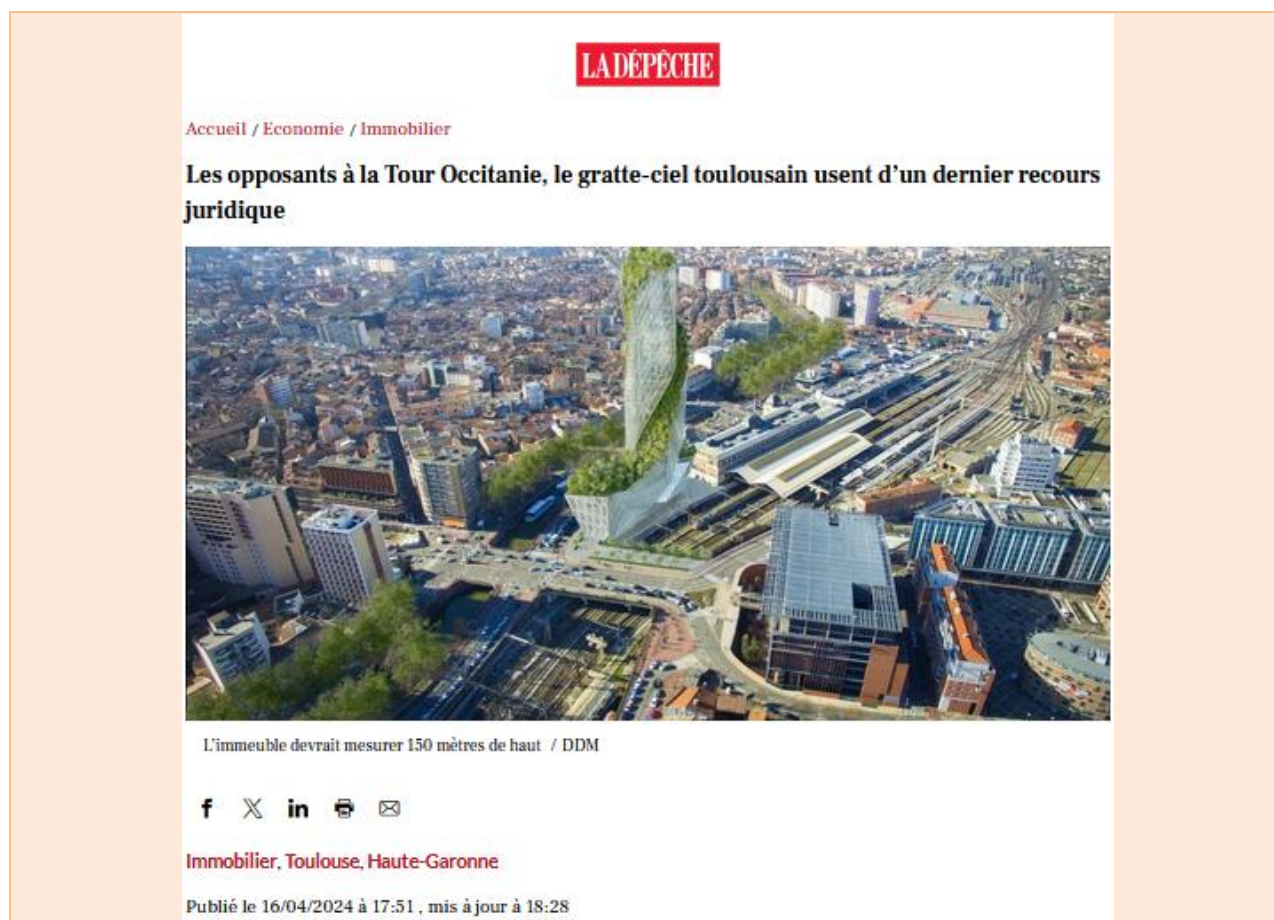 LA DÉPÊCHE
Accueil / Economie / Immobilier
Les opposants à la Tour Occitanie, le gratte-ciel toulousain usent d’un dernier recours
juridique
L’immeuble devrait mesurer 150 mètres de haut / DDM
Immobilier, Toulouse, Haute-Garonne
Publié le 16/04/2024 à 17:51 , mis à jour à 18:28